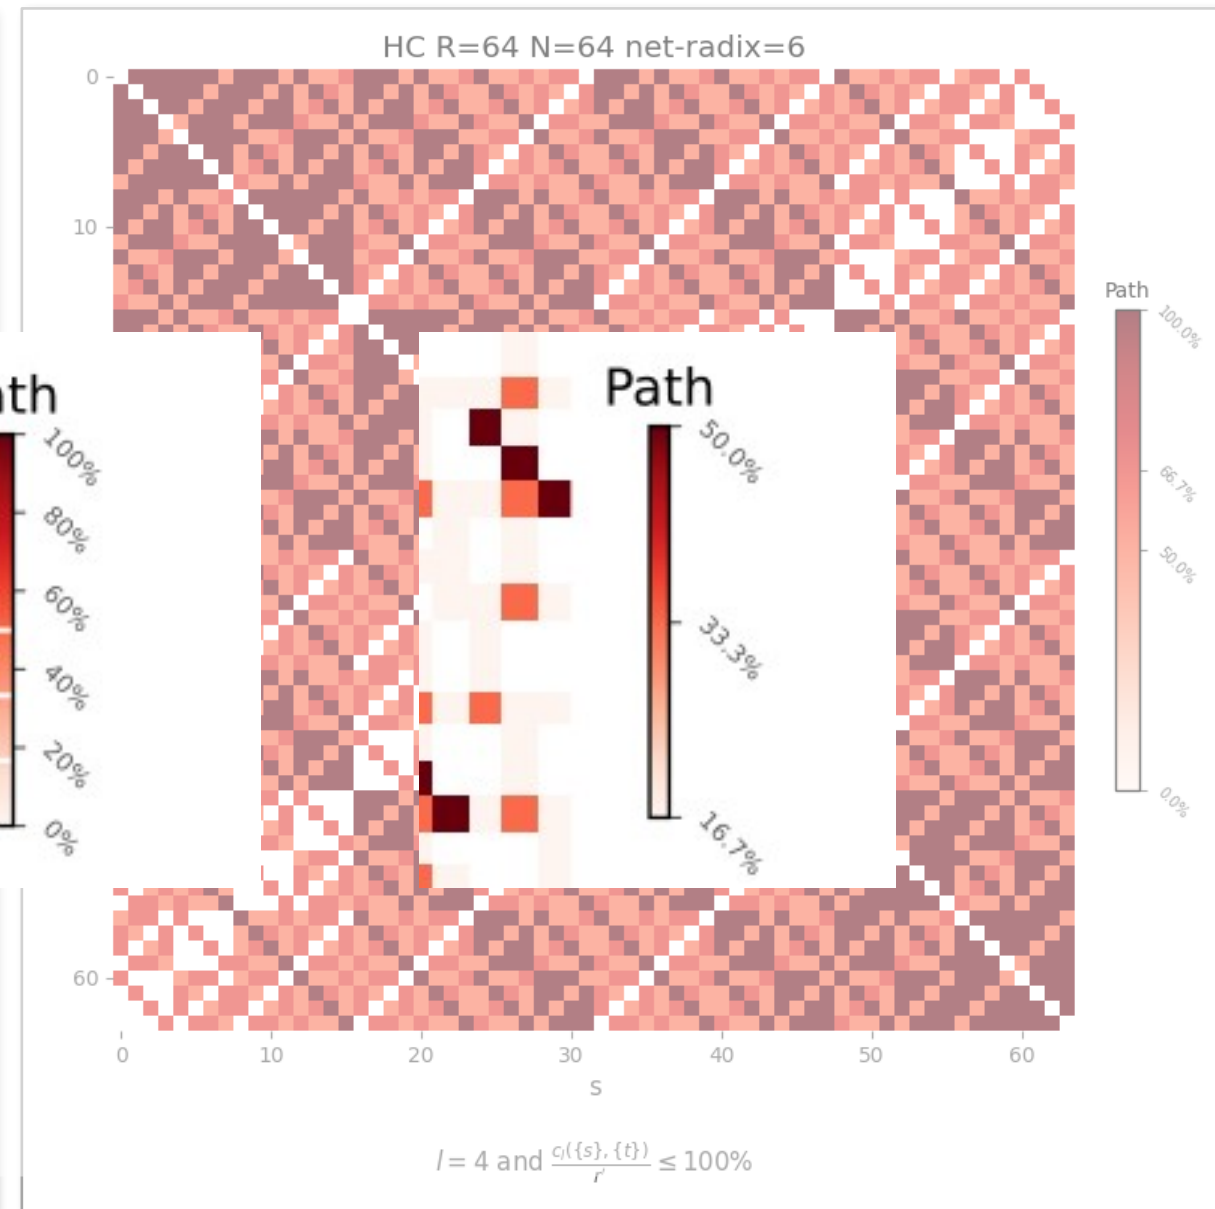 HC R=64 N=64 net-radix=6
0
10
60
0 10 20 30 40 50 60
s
l = 4 and c_l({s},{t})/r' ≤ 100%
ath
100%
80%
60%
40%
20%
0%
Path
50.0%
33.3%
16.7%
Path
100.0%
66.7%
50.0%
0.0%